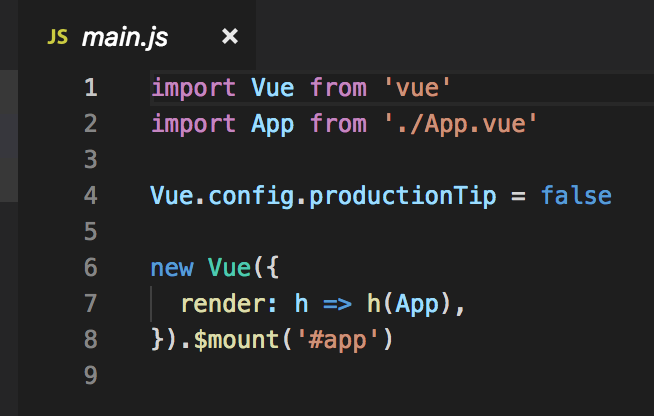 JS main.js ×
1 import Vue from 'vue'
2 import App from './App.vue'
3
4 Vue.config.productionTip = false
5
6 new Vue({
7   render: h => h(App),
8 }).$mount('#app')
9